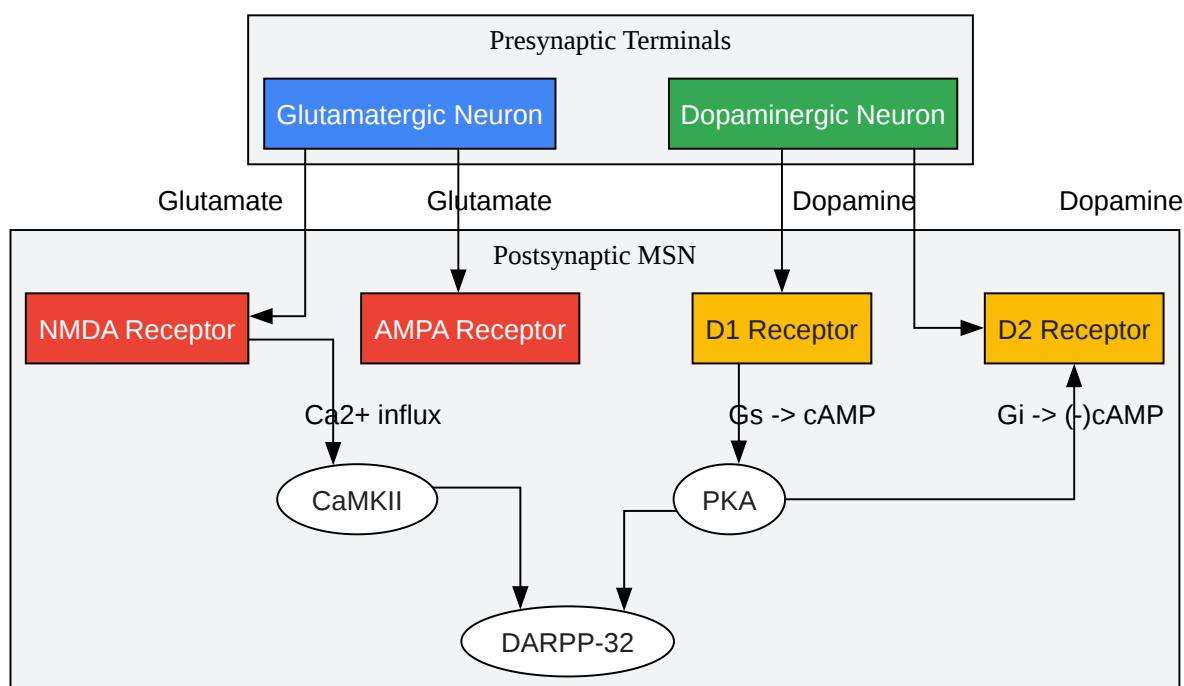 Presynaptic Terminals
Glutamatergic Neuron
Dopaminergic Neuron
Glutamate
Glutamate
Dopamine
Dopamine
Postsynaptic MSN
NMDA Receptor
AMPA Receptor
D1 Receptor
D2 Receptor
Ca2+ influx
Gs -> cAMP
Gi -> (-)cAMP
CaMKII
PKA
DARPP-32